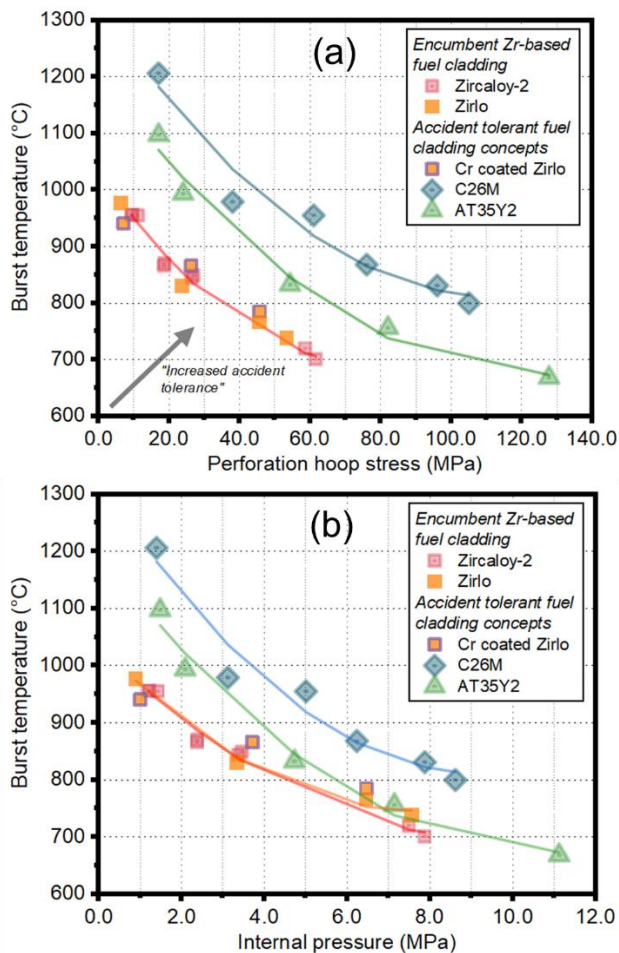 (a)
1300
1200
1100
1000
900
800
700
600
Burst temperature (°C)
Encumbent Zr-based
fuel cladding
Zircaloy-2
Zirlo
Accident tolerant fuel
cladding concepts
Cr coated Zirlo
C26M
AT35Y2
"Increased accident
tolerance"
0.0 20.0 40.0 60.0 80.0 100.0 120.0 140.0
Perforation hoop stress (MPa)
(b)
1300
1200
1100
1000
900
800
700
600
Burst temperature (°C)
Encumbent Zr-based
fuel cladding
Zircaloy-2
Zirlo
Accident tolerant fuel
cladding concepts
Cr coated Zirlo
C26M
AT35Y2
0.0 2.0 4.0 6.0 8.0 10.0 12.0
Internal pressure (MPa)